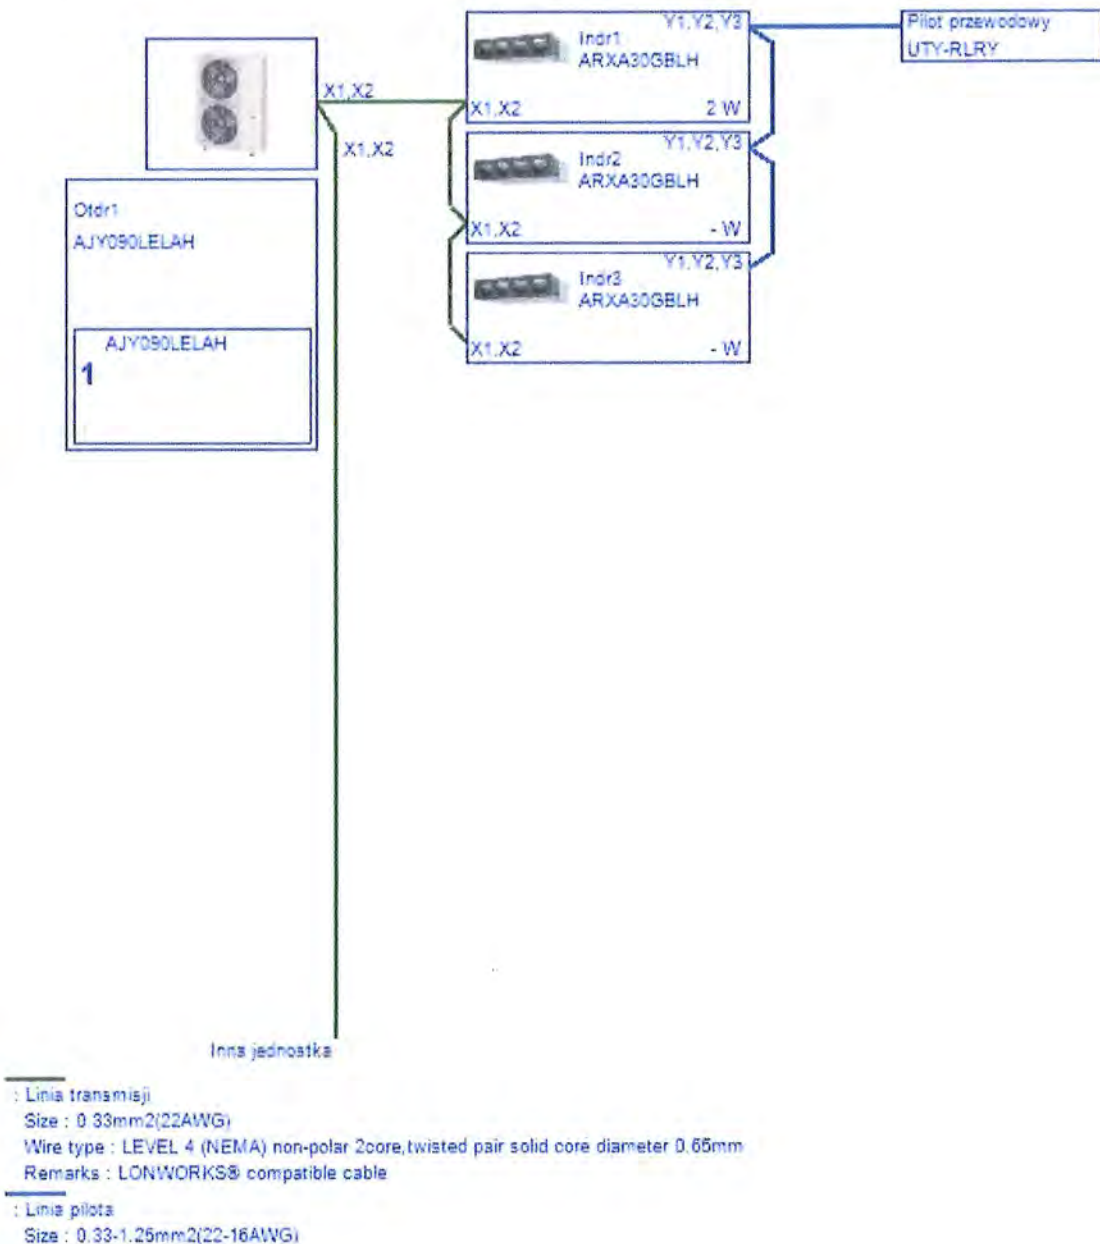 Y1,Y2,Y3
Indr1
ARXA30GBLH
X1,X2
2 W
Pilot przewodowy
UTY-RLRY
X1,X2
X1,X2
Y1,Y2,Y3
Indr2
ARXA30GBLH
X1,X2
- W
Otdr1
AJY090LELAH
Y1,Y2,Y3
Indr3
ARXA30GBLH
X1,X2
- W
AJY090LELAH
1
Inna jednostka
: Linia transmisji
Size : 0.33mm2(22AWG)
Wire type : LEVEL 4 (NEMA) non-polar 2core,twisted pair solid core diameter 0.65mm
Remarks : LONWORKS® compatible cable
: Linia pilota
Size : 0.33-1.25mm2(22-16AWG)